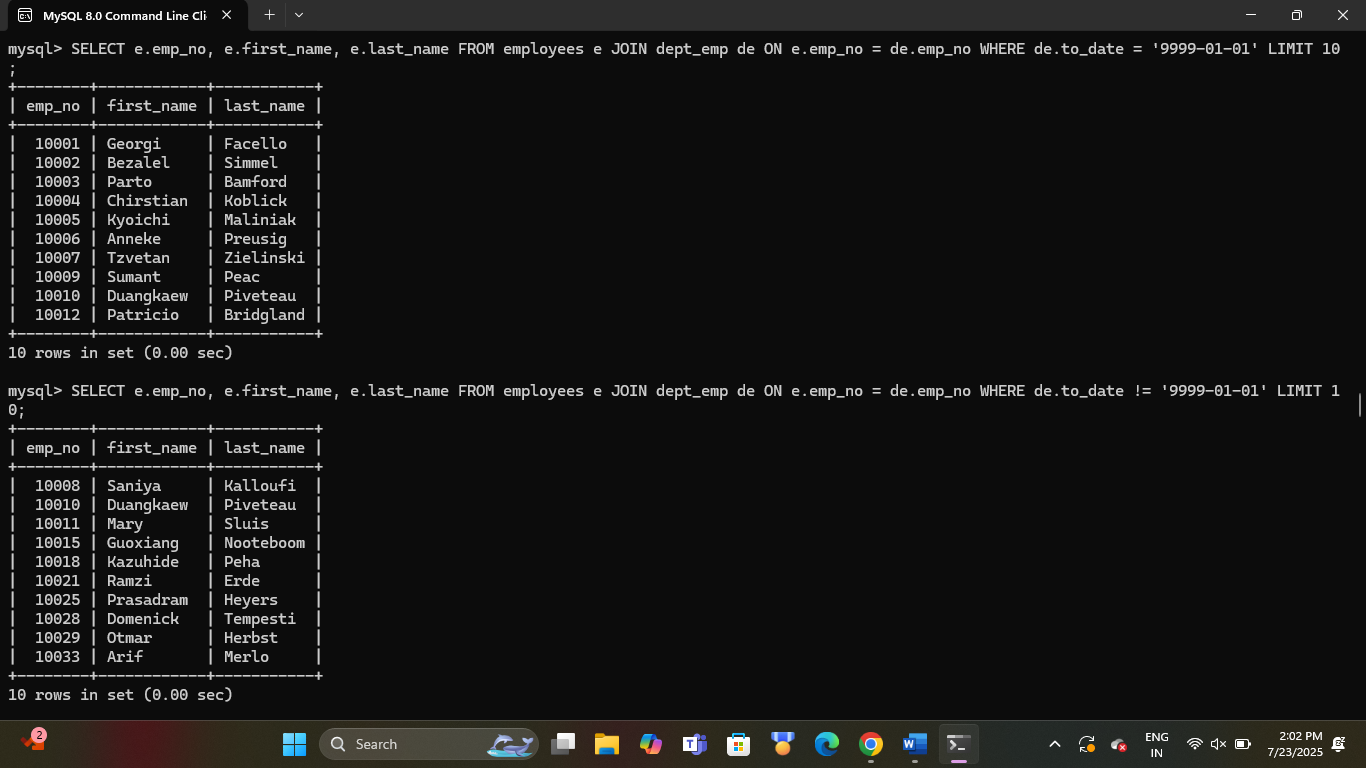 MySQL 8.0 Command Line Cli
mysql> SELECT e.emp_no, e.first_name, e.last_name FROM employees e JOIN dept_emp de ON e.emp_no = de.emp_no WHERE de.to_date = '9999-01-01' LIMIT 10
;
+--------+------------+-----------+
| emp_no | first_name | last_name |
+--------+------------+-----------+
|  10001 | Georgi     | Facello   |
|  10002 | Bezalel    | Simmel    |
|  10003 | Parto      | Bamford   |
|  10004 | Chirstian  | Koblick   |
|  10005 | Kyoichi    | Maliniak  |
|  10006 | Anneke     | Preusig   |
|  10007 | Tzvetan    | Zielinski |
|  10009 | Sumant     | Peac      |
|  10010 | Duangkaew  | Piveteau  |
|  10012 | Patricio   | Bridgland |
+--------+------------+-----------+
10 rows in set (0.00 sec)
mysql> SELECT e.emp_no, e.first_name, e.last_name FROM employees e JOIN dept_emp de ON e.emp_no = de.emp_no WHERE de.to_date != '9999-01-01' LIMIT 1
0;
+--------+------------+-----------+
| emp_no | first_name | last_name |
+--------+------------+-----------+
|  10008 | Saniya     | Kalloufi  |
|  10010 | Duangkaew  | Piveteau  |
|  10011 | Mary       | Sluis     |
|  10015 | Guoxiang   | Nooteboom |
|  10018 | Kazuhide   | Peha      |
|  10021 | Ramzi      | Erde      |
|  10025 | Prasadram  | Heyers    |
|  10028 | Domenick   | Tempesti  |
|  10029 | Otmar      | Herbst    |
|  10033 | Arif       | Merlo     |
+--------+------------+-----------+
10 rows in set (0.00 sec)
2
Search
ENG
IN
2:02 PM
7/23/2025